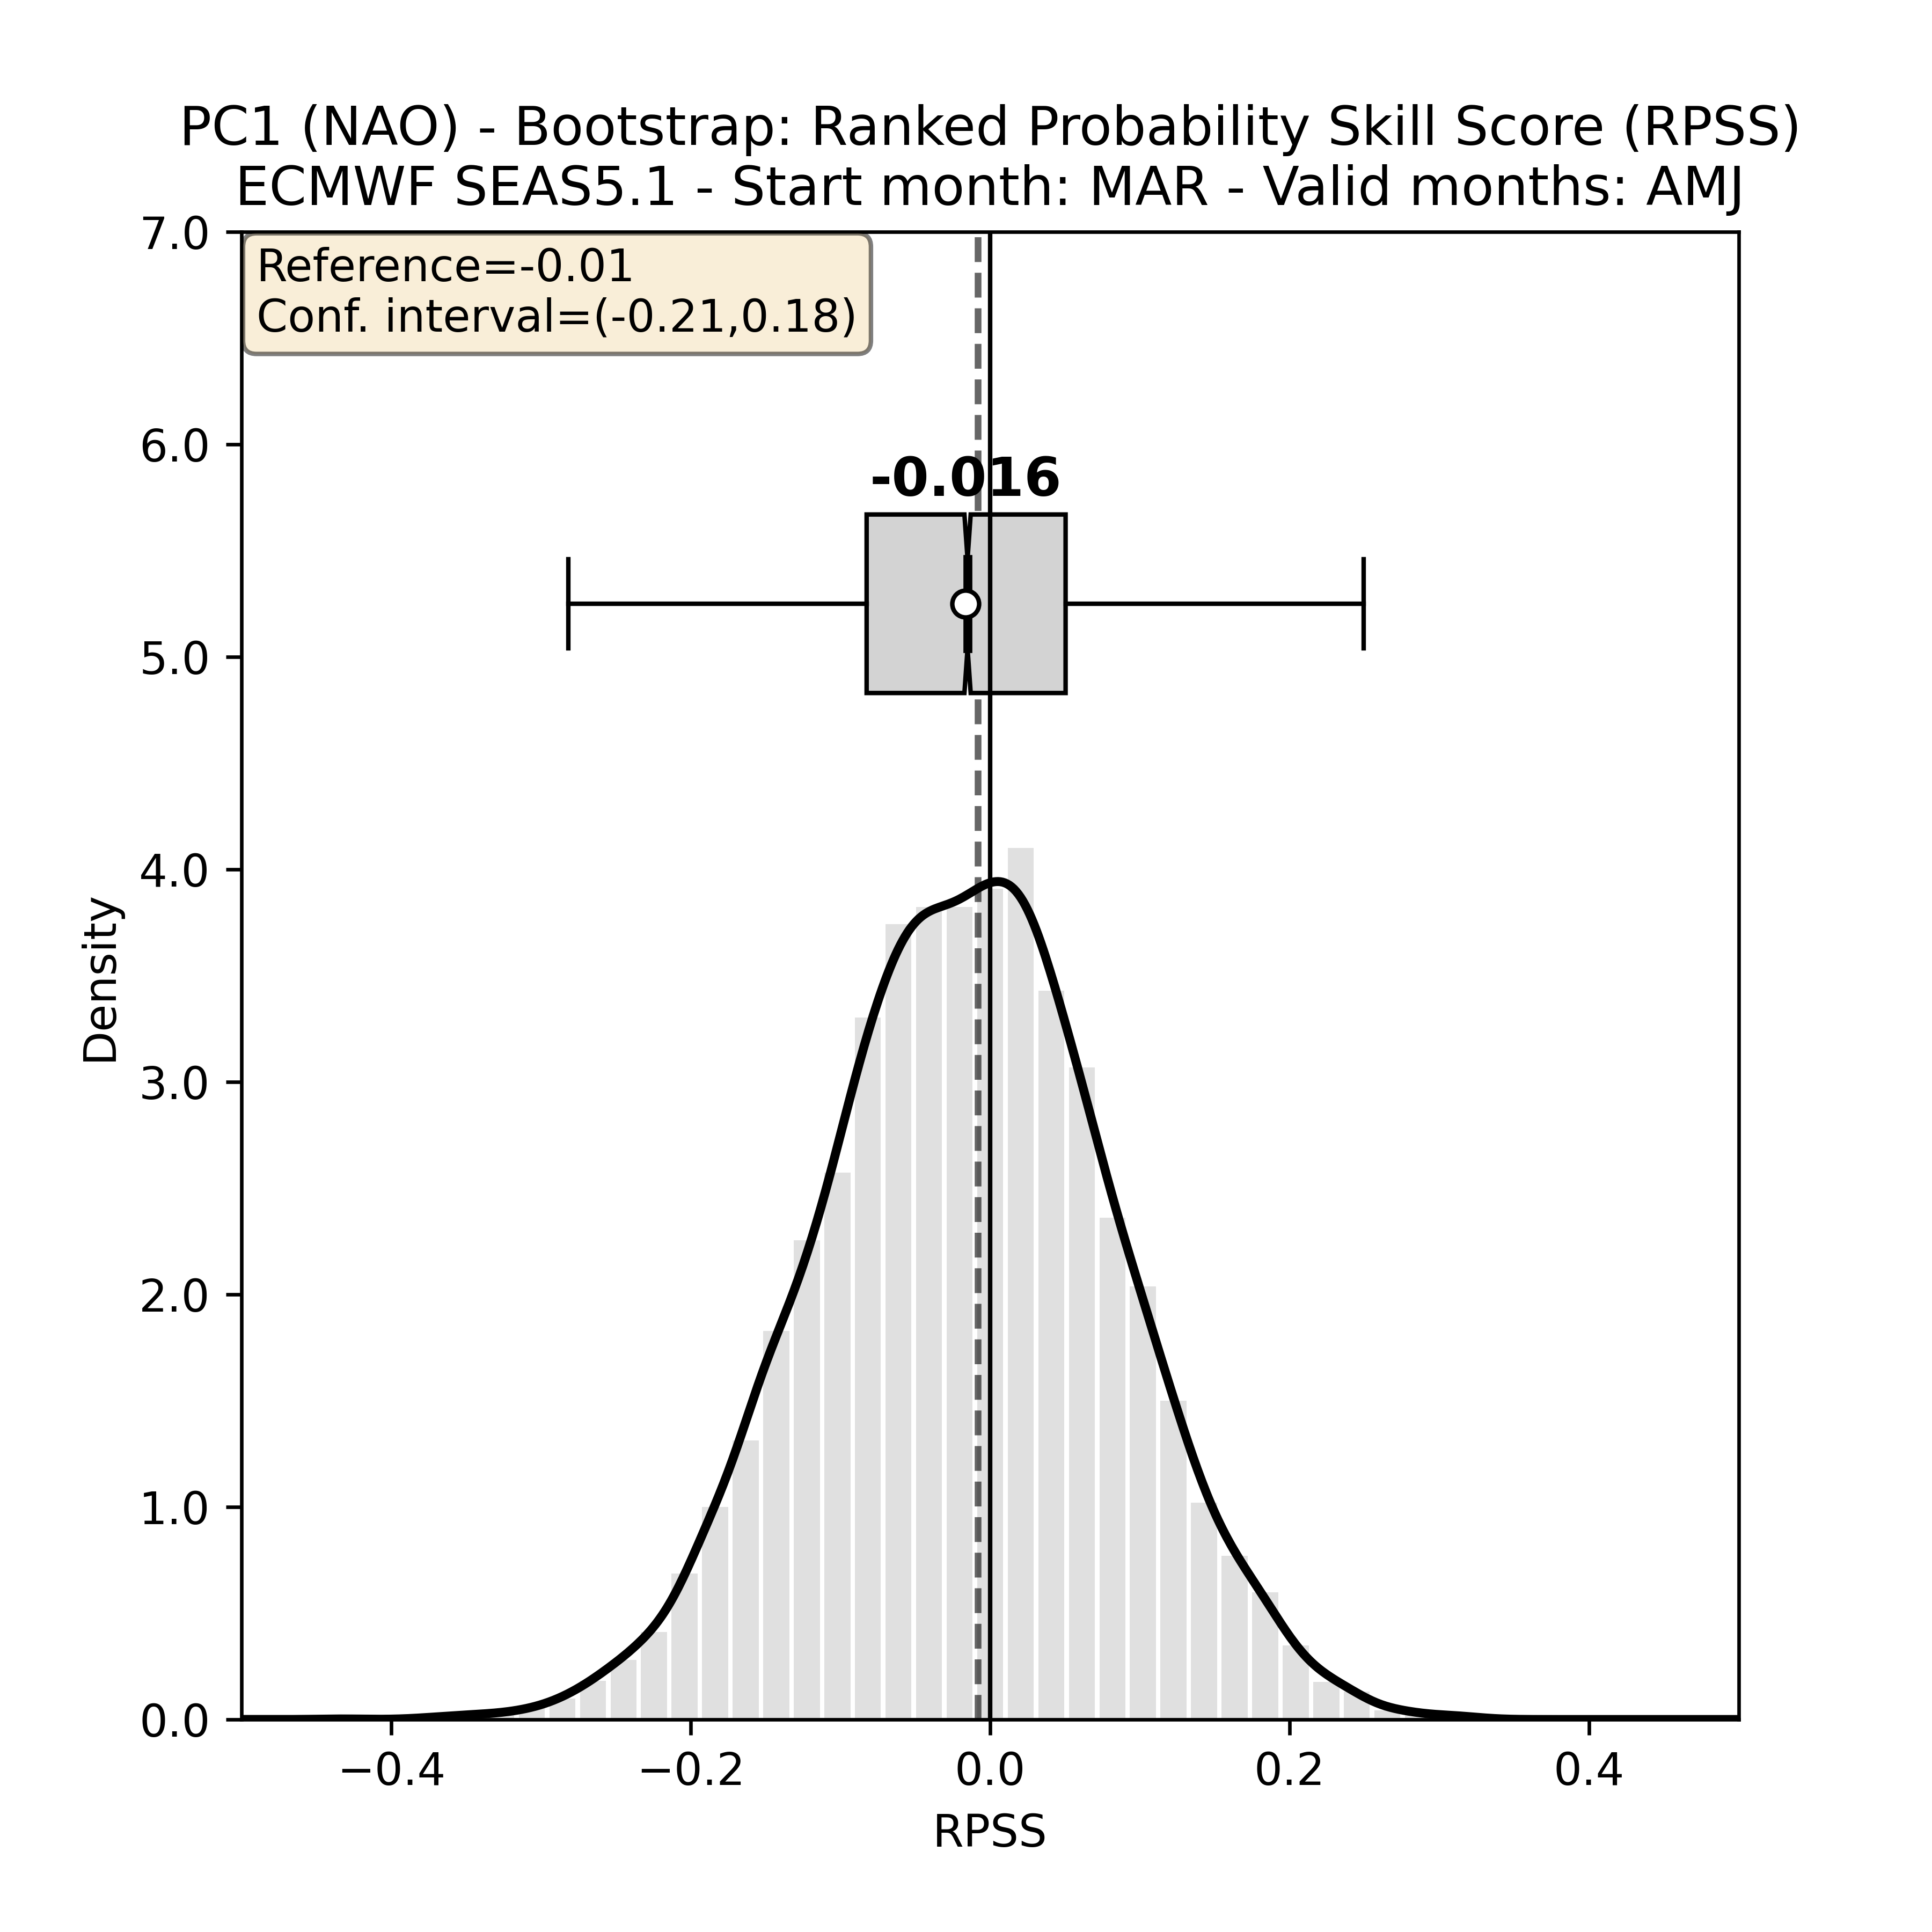 PC1 (NAO) - Bootstrap: Ranked Probability Skill Score (RPSS)
ECMWF SEAS5.1 - Start month: MAR - Valid months: AMJ
Reference=-0.01
Conf. interval=(-0.21,0.18)
-0.016
Density
7.0
6.0
5.0
4.0
3.0
2.0
1.0
0.0
−0.4
−0.2
0.0
0.2
0.4
RPSS